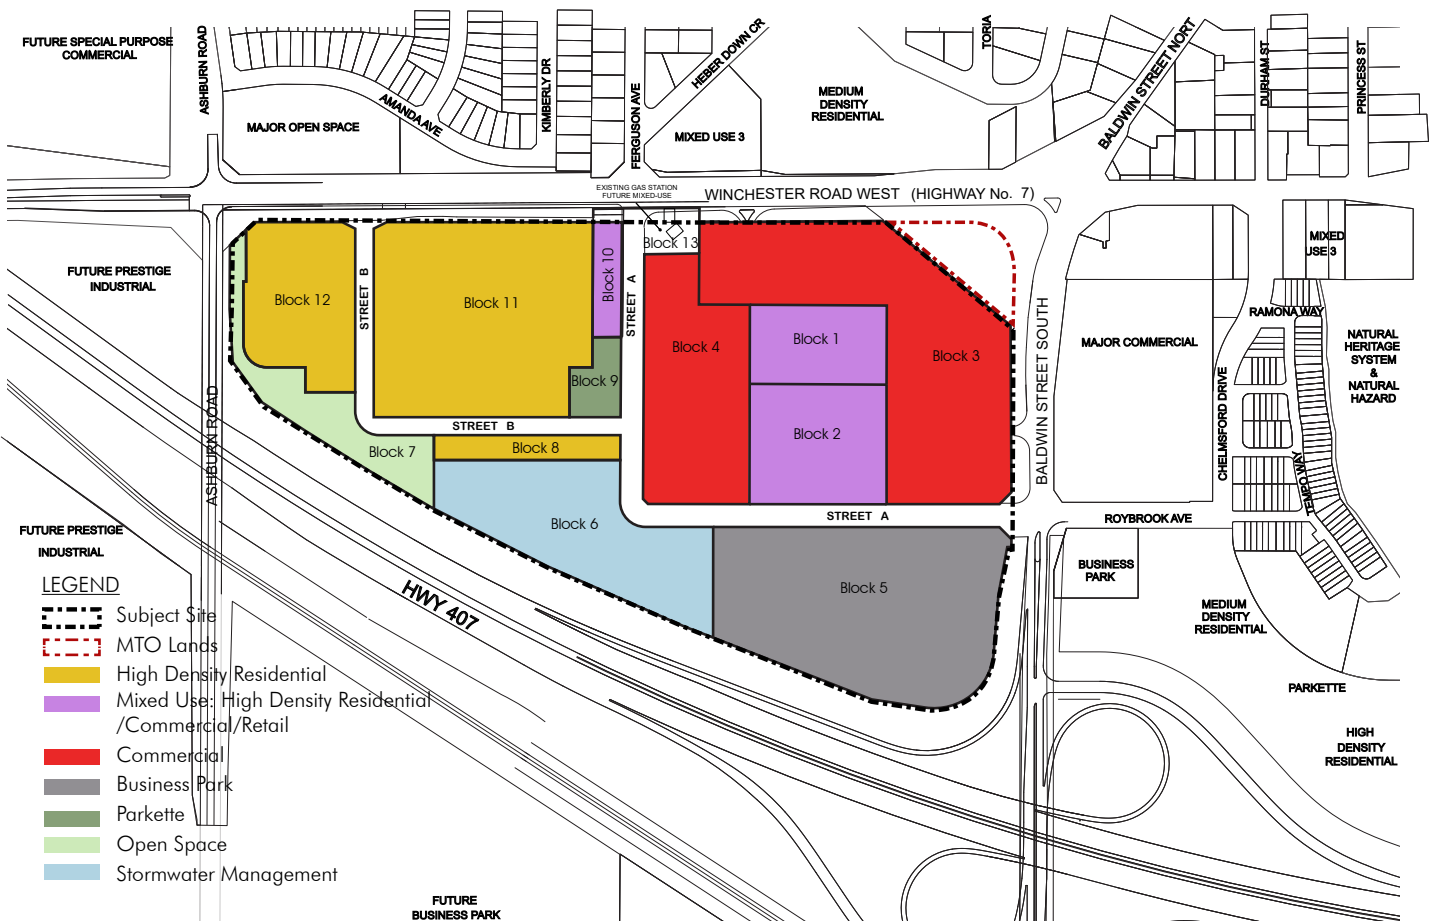 FUTURE SPECIAL PURPOSE
COMMERCIAL
ASHBURN ROAD
MAJOR OPEN SPACE
AMANDA AVE
KIMBERLY DR
FERGUSON AVE
HEBER DOWN CR
MIXED USE 3
MEDIUM
DENSITY
RESIDENTIAL
TORIA
BALDWIN STREET NORT
DURHAM ST
PRINCESS ST
EXISTING GAS STATION
FUTURE MIXED-USE
WINCHESTER ROAD WEST (HIGHWAY No. 7)
FUTURE PRESTIGE
INDUSTRIAL
Block 12
STREET B
Block 11
Block 10
STREET A
Block 13
Block 4
Block 1
Block 3
Block 2
Block 9
STREET B
Block 8
Block 7
Block 6
STREET A
Block 5
BALDWIN STREET SOUTH
MAJOR COMMERCIAL
CHELMSFORD DRIVE
MIXED
USE 3
RAMONA WAY
NATURAL
HERITAGE
SYSTEM
&
NATURAL
HAZARD
TEMPO WAY
ROYBROOK AVE
BUSINESS
PARK
MEDIUM
DENSITY
RESIDENTIAL
PARKETTE
HIGH
DENSITY
RESIDENTIAL
ASHBURN ROAD
FUTURE PRESTIGE
INDUSTRIAL
HWY 407
LEGEND
Subject Site
MTO Lands
High Density Residential
Mixed Use: High Density Residential
/Commercial/Retail
Commercial
Business Park
Parkette
Open Space
Stormwater Management
FUTURE
BUSINESS PARK